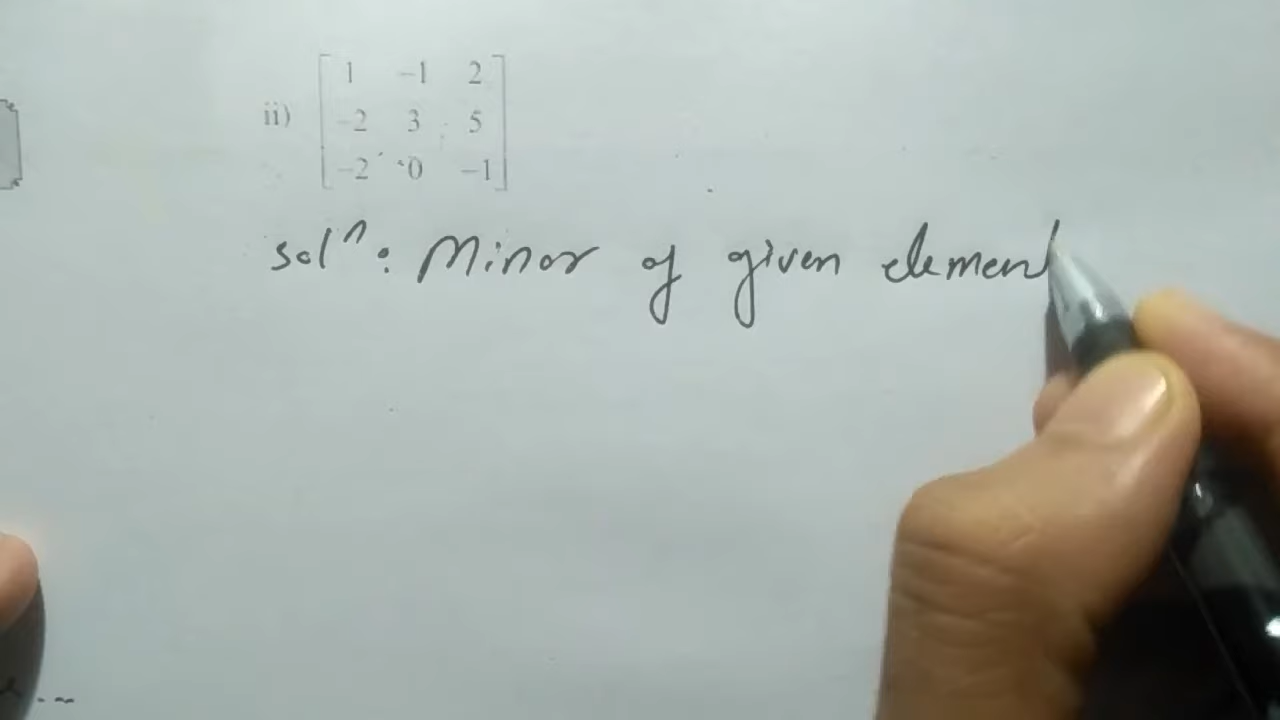 ii) 1 -1 2
-2 3 5
-2 0 -1
solⁿ: Minor of given element